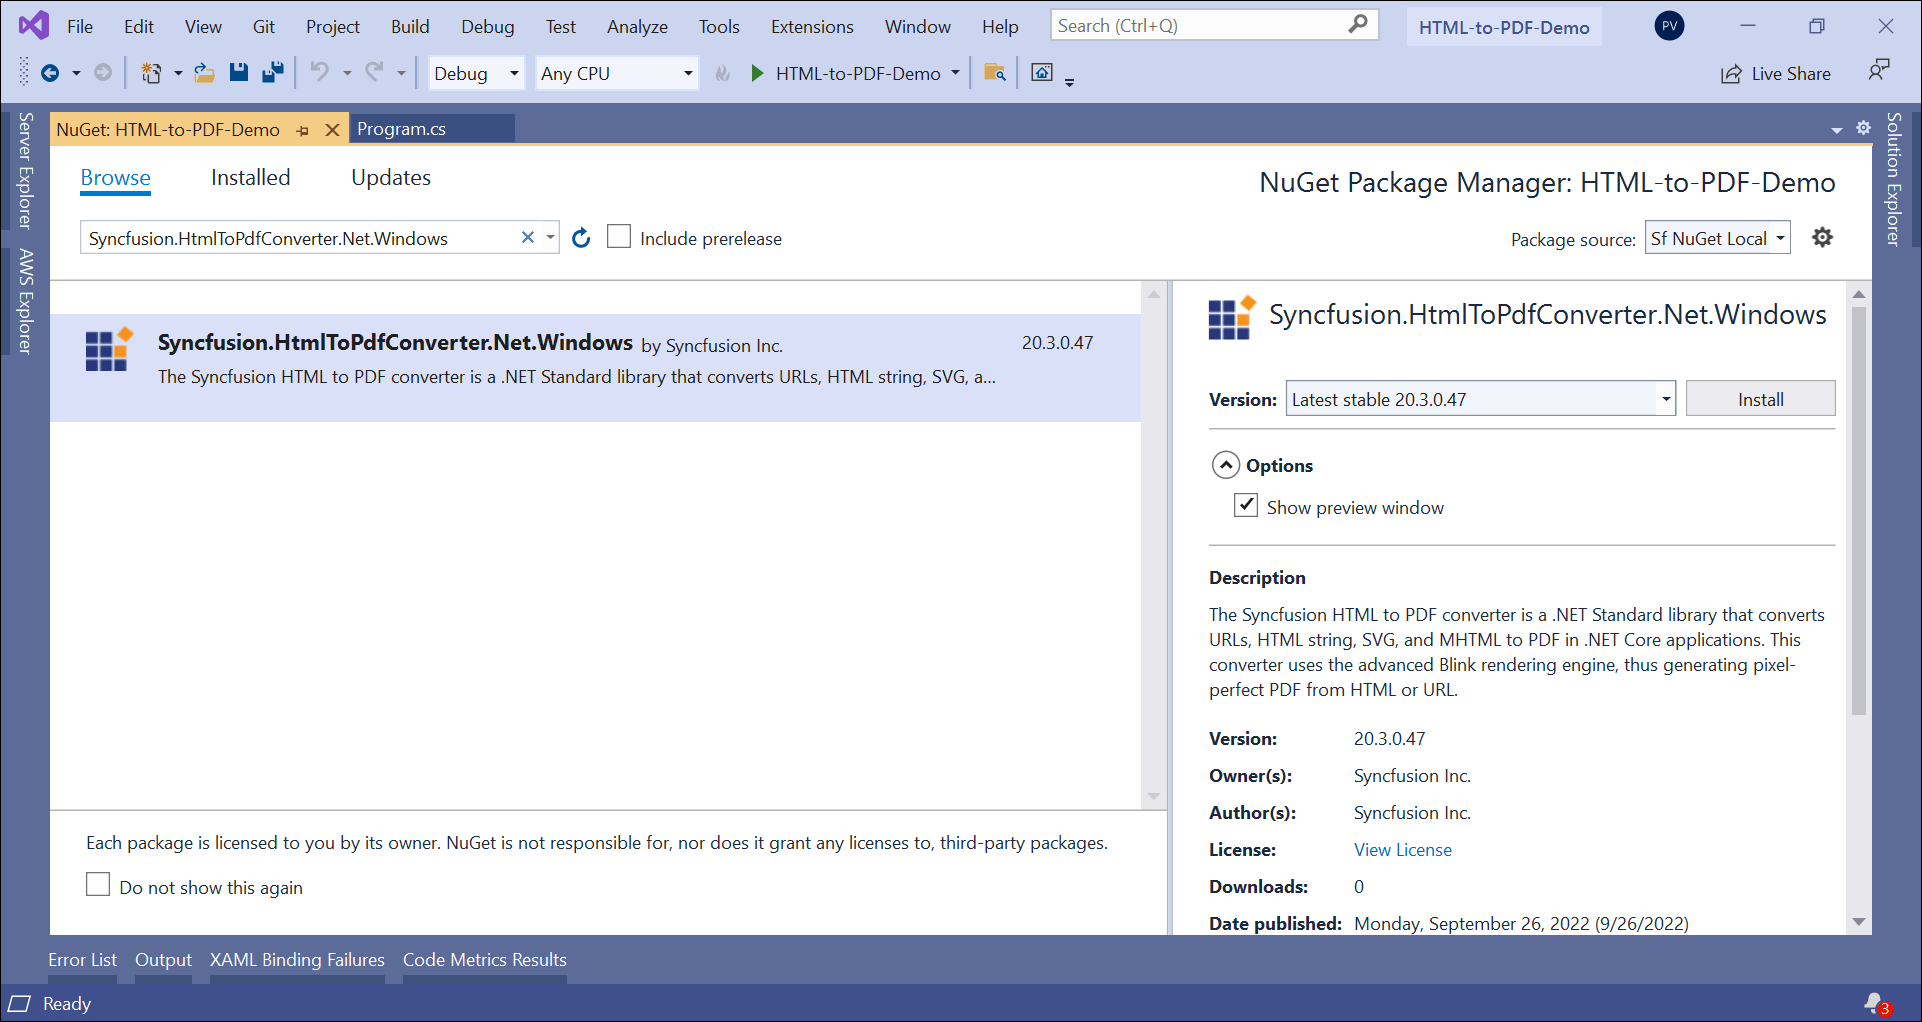 File Edit View Git Project Build Debug Test Analyze Tools Extensions Window Help Search (Ctrl+Q) HTML-to-PDF-Demo PV
Debug Any CPU HTML-to-PDF-Demo Live Share
Server Explorer
AWS Explorer
NuGet: HTML-to-PDF-Demo Program.cs
Solution Explorer
Browse Installed Updates
NuGet Package Manager: HTML-to-PDF-Demo
Syncfusion.HtmlToPdfConverter.Net.Windows Include prerelease
Package source: Sf NuGet Local
Syncfusion.HtmlToPdfConverter.Net.Windows by Syncfusion Inc. 20.3.0.47
The Syncfusion HTML to PDF converter is a .NET Standard library that converts URLs, HTML string, SVG, a...
Each package is licensed to you by its owner. NuGet is not responsible for, nor does it grant any licenses to, third-party packages.
Do not show this again
Syncfusion.HtmlToPdfConverter.Net.Windows
Version: Latest stable 20.3.0.47 Install
Options
Show preview window
Description
The Syncfusion HTML to PDF converter is a .NET Standard library that converts
URLs, HTML string, SVG, and MHTML to PDF in .NET Core applications. This
converter uses the advanced Blink rendering engine, thus generating pixel-
perfect PDF from HTML or URL.
Version: 20.3.0.47
Owner(s): Syncfusion Inc.
Author(s): Syncfusion Inc.
License: View License
Downloads: 0
Date published: Monday, September 26, 2022 (9/26/2022)
Error List Output XAML Binding Failures Code Metrics Results
Ready 3